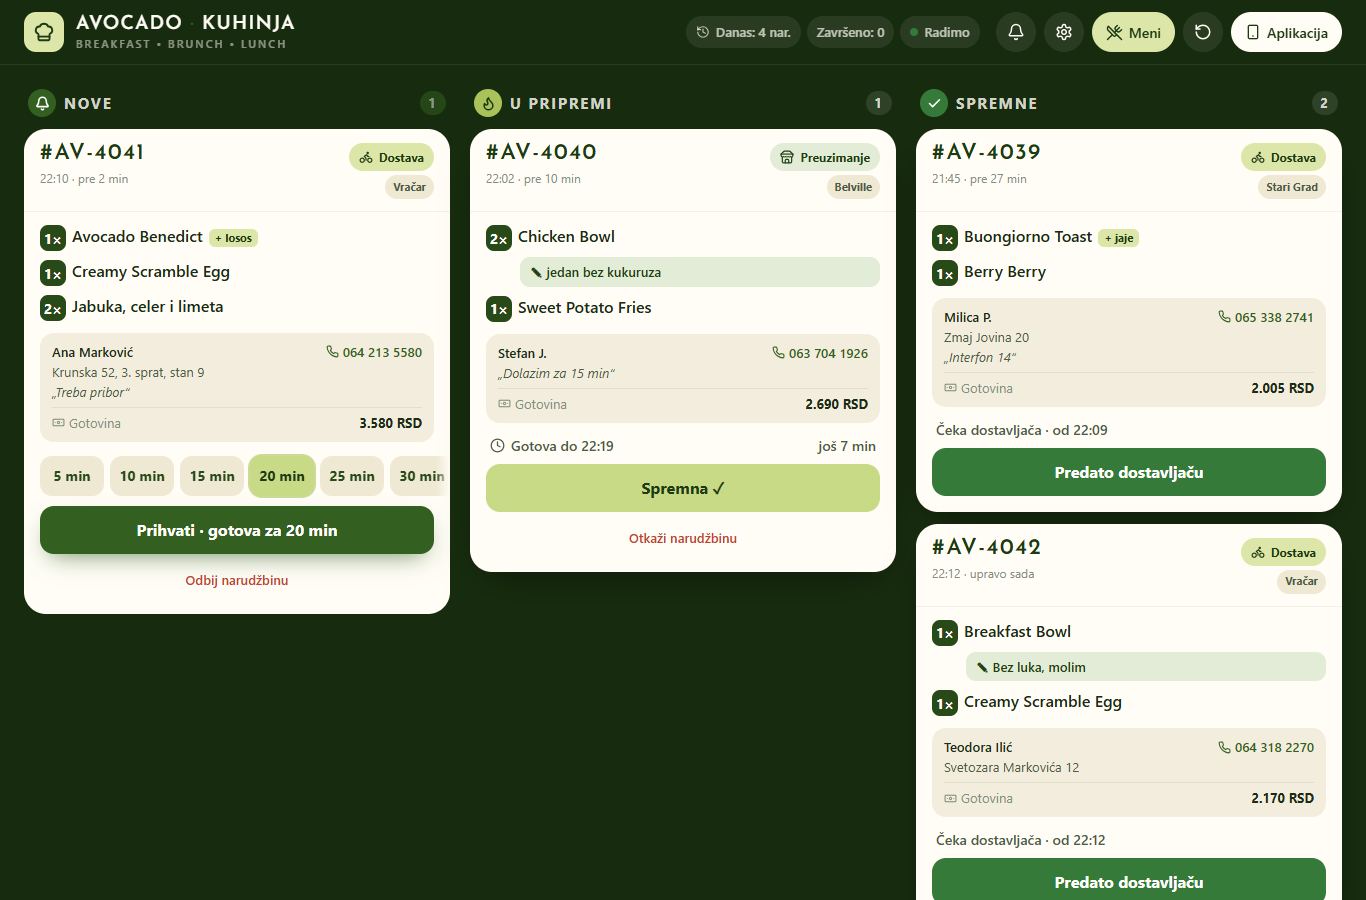 AVOCADO · KUHINJA
BREAKFAST • BRUNCH • LUNCH
Danas: 4 nar.
Završeno: 0
Radimo
Meni
Aplikacija
NOVE
1
#AV-4041
Dostava
22:10 · pre 2 min
Vračar
1× Avocado Benedict + losos
1× Creamy Scramble Egg
2× Jabuka, celer i limeta
Ana Marković
064 213 5580
Krunska 52, 3. sprat, stan 9
„Treba pribor“
Gotovina
3.580 RSD
5 min
10 min
15 min
20 min
25 min
30 min
Prihvati · gotova za 20 min
Odbij narudžbinu
U PRIPREMI
1
#AV-4040
Preuzimanje
22:02 · pre 10 min
Belville
2× Chicken Bowl
jedan bez kukuruza
1× Sweet Potato Fries
Stefan J.
063 704 1926
„Dolazim za 15 min“
Gotovina
2.690 RSD
Gotova do 22:19
još 7 min
Spremna ✓
Otkaži narudžbinu
SPREMNE
2
#AV-4039
Dostava
21:45 · pre 27 min
Stari Grad
1× Buongiorno Toast + jaje
1× Berry Berry
Milica P.
065 338 2741
Zmaj Jovina 20
„Interfon 14“
Gotovina
2.005 RSD
Čeka dostavljača · od 22:09
Predato dostavljaču
#AV-4042
Dostava
22:12 · upravo sada
Vračar
1× Breakfast Bowl
Bez luka, molim
1× Creamy Scramble Egg
Teodora Ilić
064 318 2270
Svetozara Markovića 12
Gotovina
2.170 RSD
Čeka dostavljača · od 22:12
Predato dostavljaču